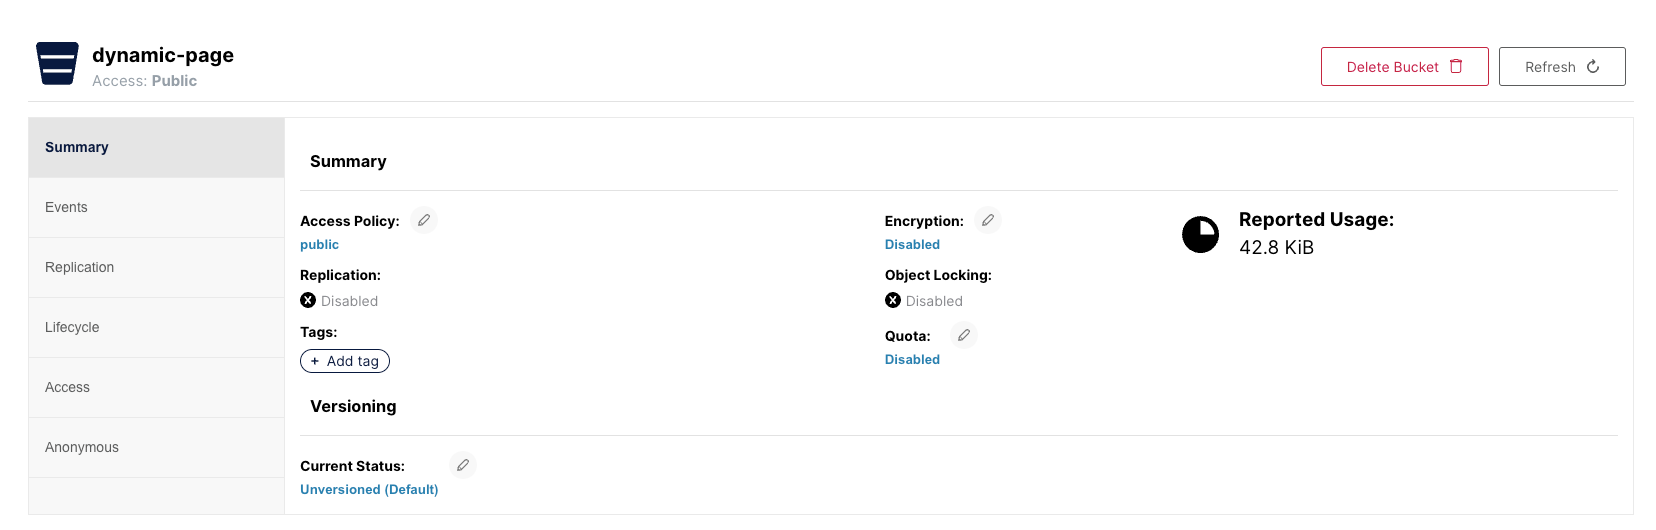 dynamic-page
Access: Public
Delete Bucket
Refresh
Summary
Events
Replication
Lifecycle
Access
Anonymous
Summary
Access Policy:
public
Replication:
Disabled
Tags:
+ Add tag
Encryption:
Disabled
Object Locking:
Disabled
Quota:
Disabled
Reported Usage:
42.8 KiB
Versioning
Current Status:
Unversioned (Default)